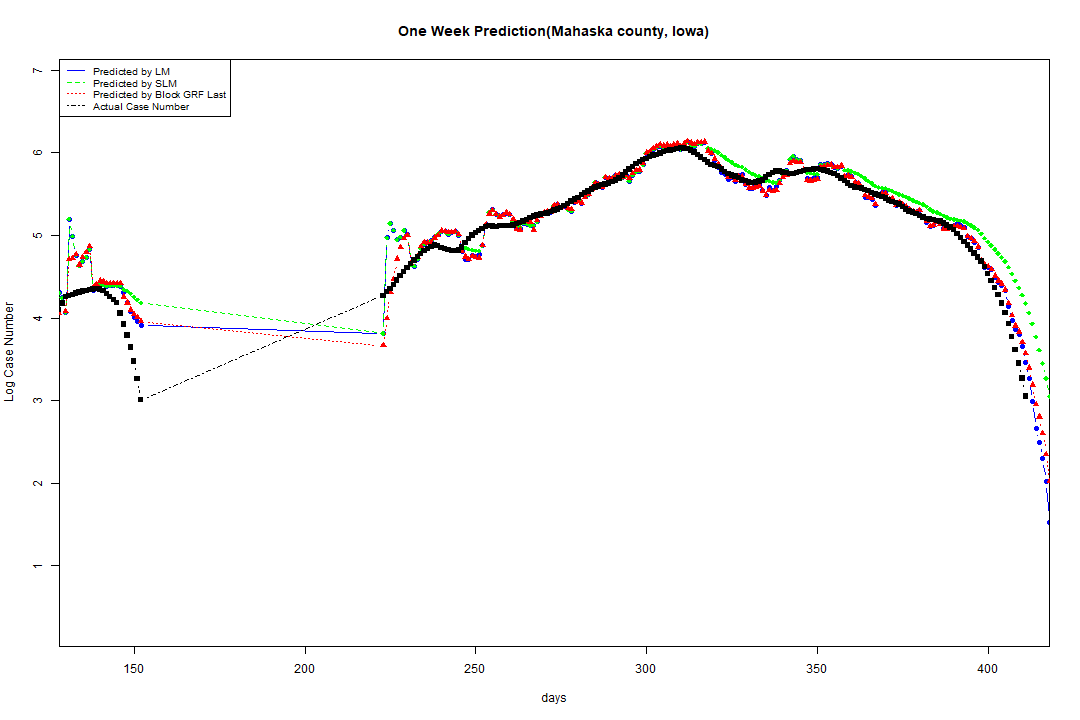 One Week Prediction(Mahaska county, Iowa)
Predicted by LM
Predicted by SLM
Predicted by Block GRF Last
Actual Case Number
7
6
5
4
3
2
1
Log Case Number
150 200 250 300 350 400
days